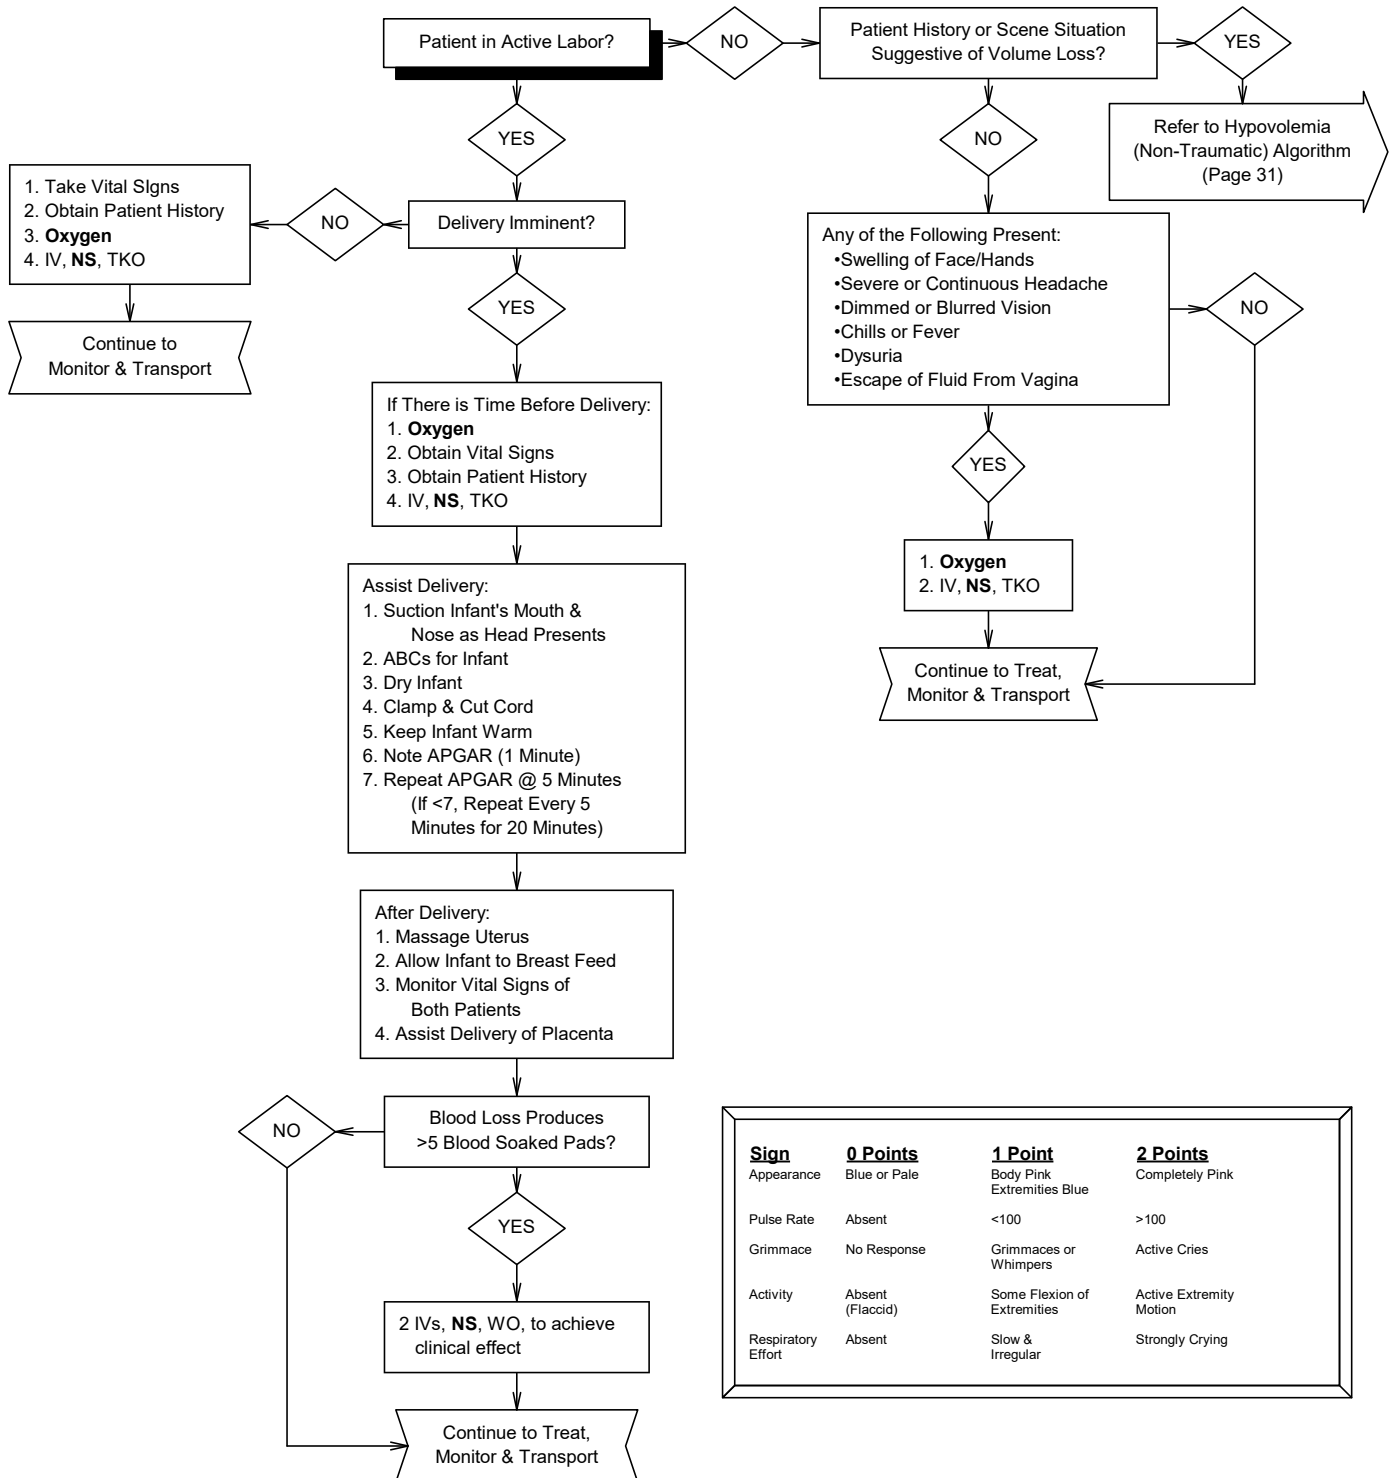 Patient in Active Labor?
NO
Patient History or Scene Situation
Suggestive of Volume Loss?
YES
Refer to Hypovolemia
(Non-Traumatic) Algorithm
(Page 31)
YES
NO
1. Take Vital SIgns
2. Obtain Patient History
3. Oxygen
4. IV, NS, TKO
NO
Delivery Imminent?
Continue to
Monitor & Transport
YES
Any of the Following Present:
•Swelling of Face/Hands
•Severe or Continuous Headache
•Dimmed or Blurred Vision
•Chills or Fever
•Dysuria
•Escape of Fluid From Vagina
NO
YES
1. Oxygen
2. IV, NS, TKO
Continue to Treat,
Monitor & Transport
If There is Time Before Delivery:
1. Oxygen
2. Obtain Vital Signs
3. Obtain Patient History
4. IV, NS, TKO
Assist Delivery:
1. Suction Infant's Mouth &
Nose as Head Presents
2. ABCs for Infant
3. Dry Infant
4. Clamp & Cut Cord
5. Keep Infant Warm
6. Note APGAR (1 Minute)
7. Repeat APGAR @ 5 Minutes
(If <7, Repeat Every 5
Minutes for 20 Minutes)
After Delivery:
1. Massage Uterus
2. Allow Infant to Breast Feed
3. Monitor Vital Signs of
Both Patients
4. Assist Delivery of Placenta
NO
Blood Loss Produces
>5 Blood Soaked Pads?
YES
2 IVs, NS, WO, to achieve
clinical effect
Continue to Treat,
Monitor & Transport
Sign 0 Points 1 Point 2 Points
Appearance Blue or Pale Body Pink Completely Pink
Extremities Blue
Pulse Rate Absent <100 >100
Grimmace No Response Grimmaces or Active Cries
Whimpers
Activity Absent Some Flexion of Active Extremity
(Flaccid) Extremities Motion
Respiratory Absent Slow & Strongly Crying
Effort Irregular